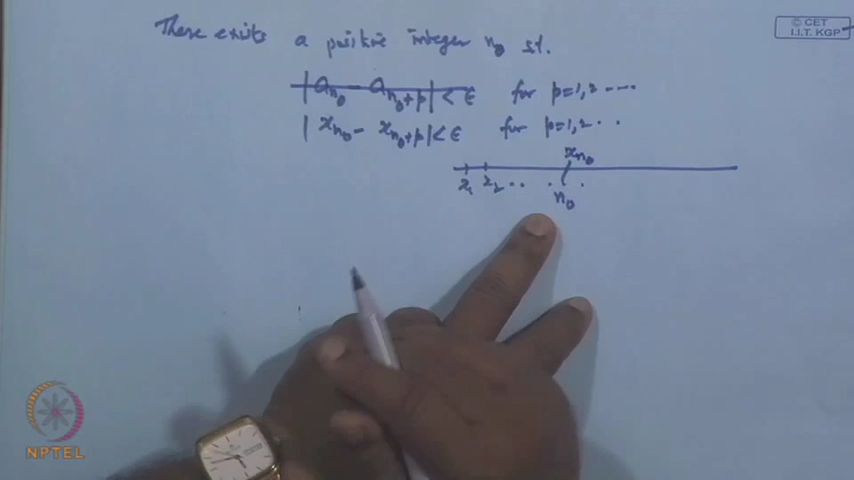 There exists a positive integer n₀ s.t.
© CET
I.I.T. KGP
|a_{n₀} - a_{n₀+p}| < ε for p=1,2 ....
|x_{n₀} - x_{n₀+p}| < ε for p=1,2 . .
x_{n₀}
x₁ x₂ .. . . .
n₀
NPTEL